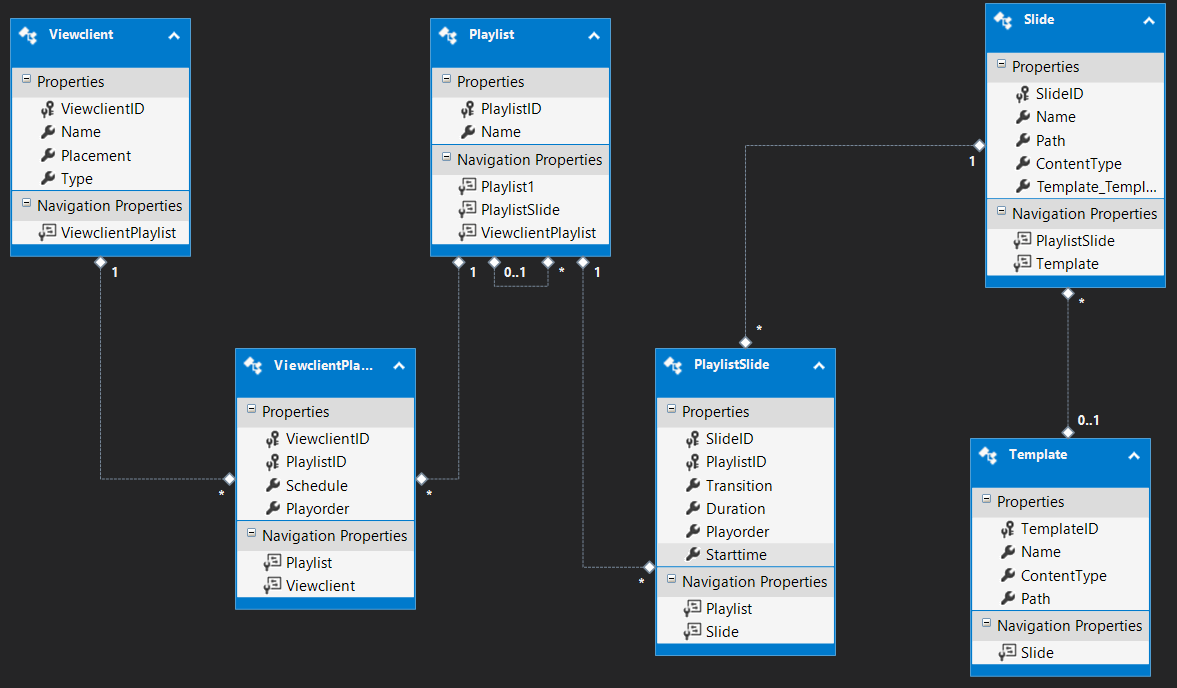 Viewclient
Properties
ViewclientID
Name
Placement
Type
Navigation Properties
ViewclientPlaylist
1
Playlist
Properties
PlaylistID
Name
Navigation Properties
Playlist1
PlaylistSlide
ViewclientPlaylist
1
0..1
*
1
Slide
Properties
SlideID
Name
Path
ContentType
Template_Templ...
Navigation Properties
PlaylistSlide
Template
1
*
ViewclientPla...
Properties
ViewclientID
PlaylistID
Schedule
Playorder
Navigation Properties
Playlist
Viewclient
*
*
*
PlaylistSlide
Properties
SlideID
PlaylistID
Transition
Duration
Playorder
Starttime
Navigation Properties
Playlist
Slide
*
0..1
Template
Properties
TemplateID
Name
ContentType
Path
Navigation Properties
Slide